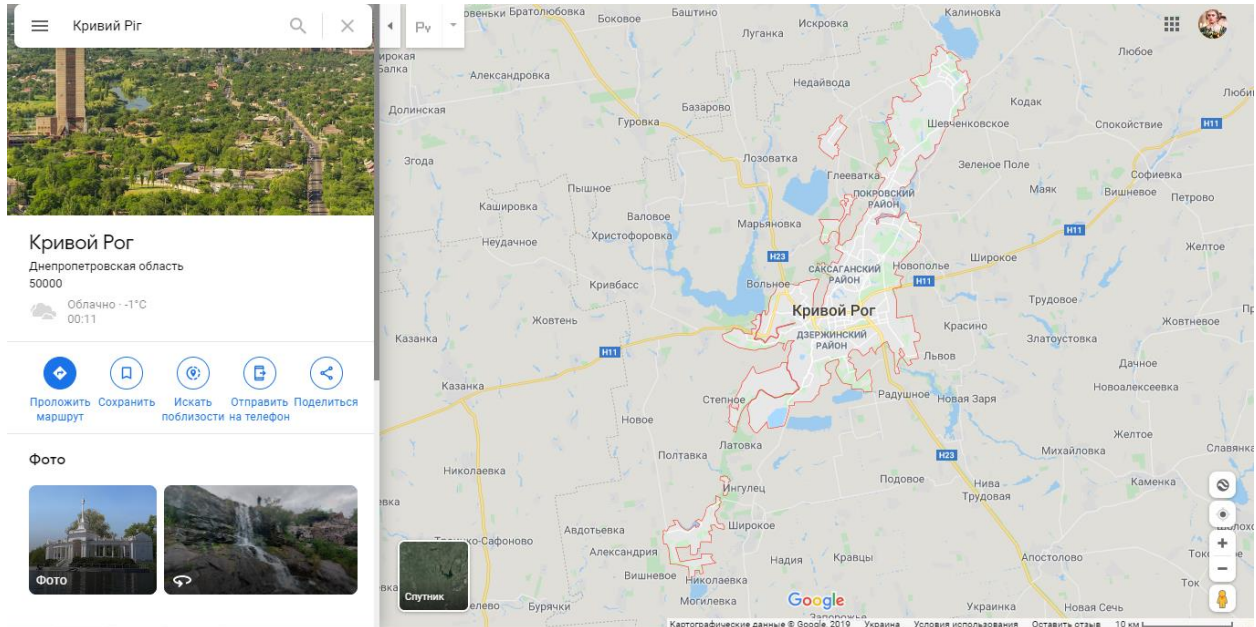 Кривий Ріг
Кривой Рог
Днепропетровская область
50000
Облачно · -1°C
00:11
Проложить
маршрут
Сохранить
Искать
поблизости
Отправить
на телефон
Поделиться
Фото
Фото
Боковое
Баштино
Луганка
Искровка
Калиновка
Любое
Александровка
Недайвода
Долинская
Базарово
Кодак
Гуровка
Шевченковское
Спокойствие
H11
Згода
Лозоватка
Зеленое Поле
Глееватка
Софиевка
Пышное
ПОКРОВСКИЙ
РАЙОН
Маяк
Вишневое
Петрово
Кашировка
Валовое
Марьяновка
Христофоровка
Неудачное
H11
Желтое
H23
Широкое
САКСАГАНСКИЙ
РАЙОН
Новополье
H11
Кривбасс
Вольное
Трудовое
Кривой Рог
Жовтень
Жовтневое
Красино
Казанка
ДЗЕРЖИНСКИЙ
РАЙОН
Златоустовка
H11
Львов
Дачное
Казанка
Новоалексеевка
Степное
Радушное
Новая Заря
Новое
Желтое
Латовка
Полтавка
H23
Михайловка
Славянка
Николаевка
Подовое
Нива
Трудовая
Каменка
Ингулец
Широкое
Авдотьевка
Александрия
Надия
Кравцы
Апостолово
Вишневое
Николаевка
Ток
Спутник
Бурячки
Могилевка
Google
Украинка
Новая Сечь
Запорожье
Картографические данные © Google, 2019
Украина
Условия использования
Оставить отзыв
10 км